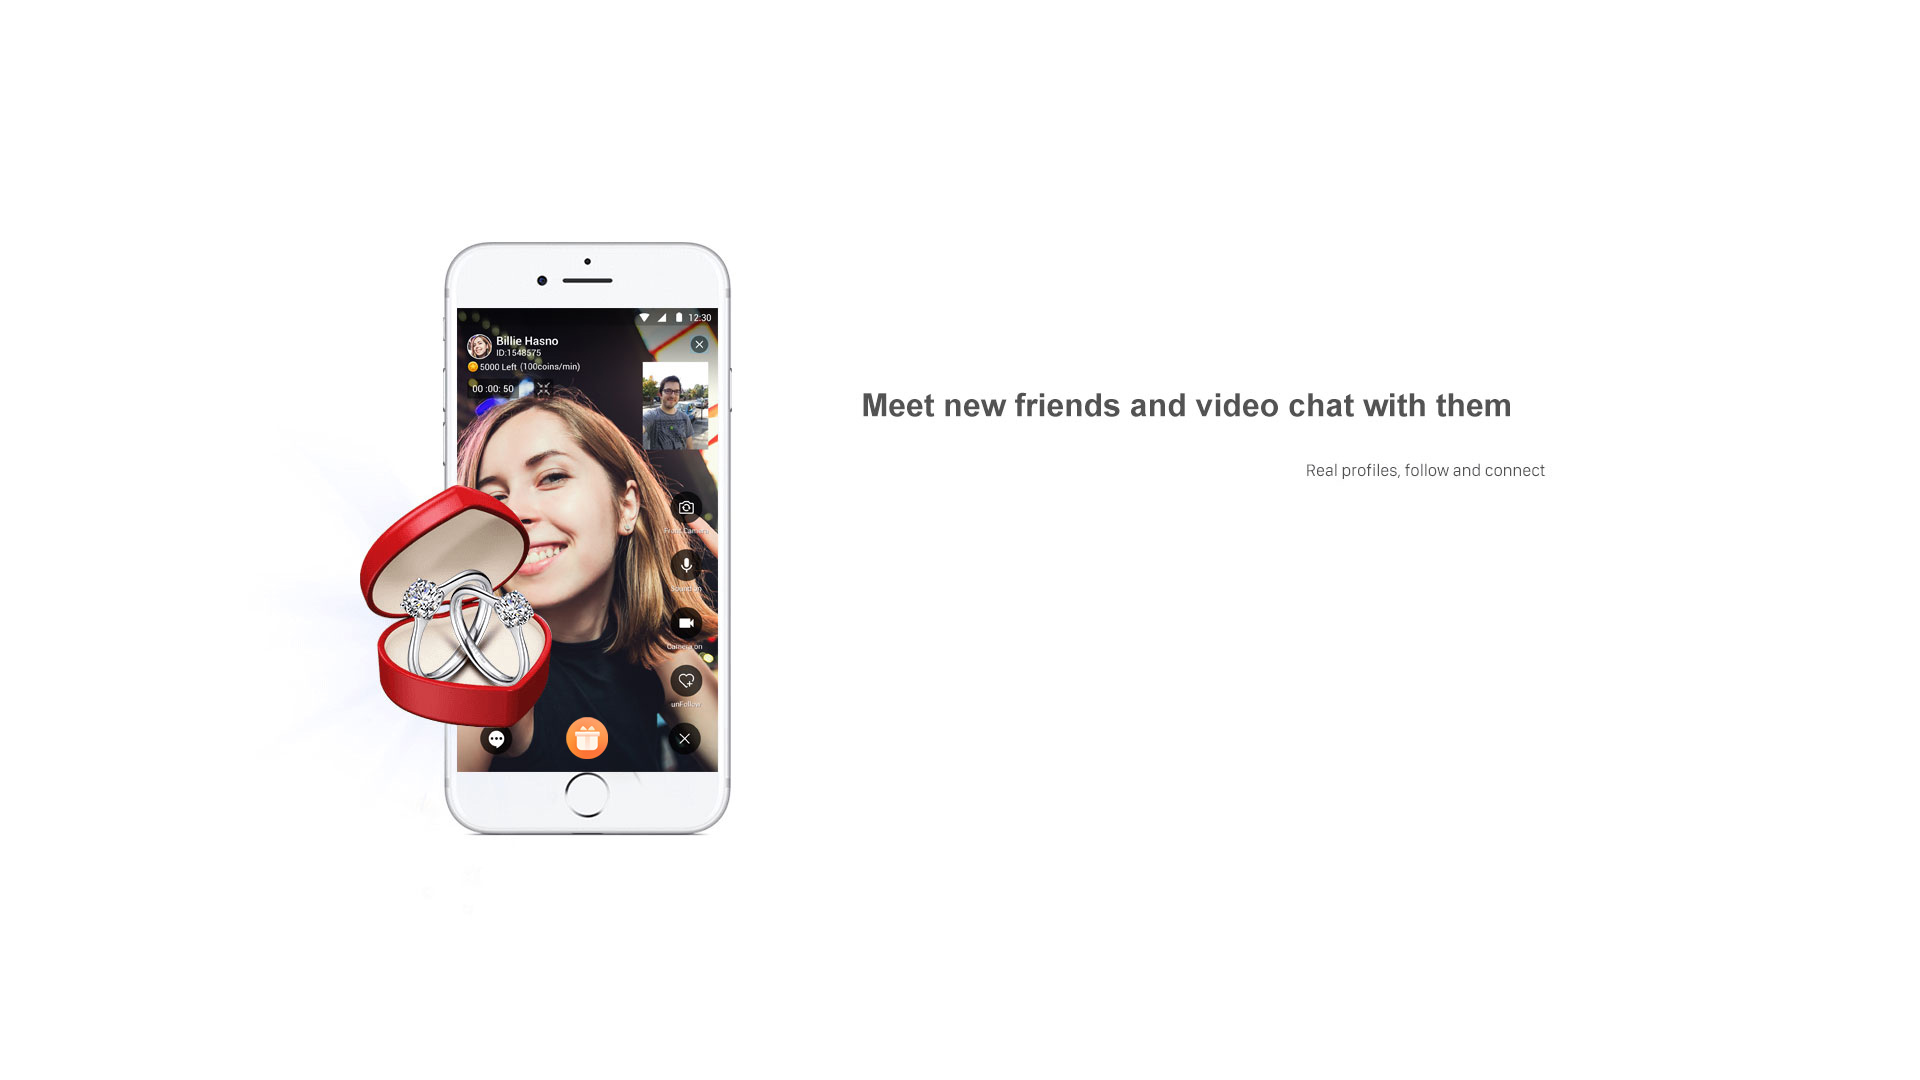 12:30
Billie Hasno
ID:1548575
5000 Left (100coins/min)
00 :00: 50
Meet new friends and video chat with them
Real profiles, follow and connect
Front Camera
Sound on
Camera on
unFollow